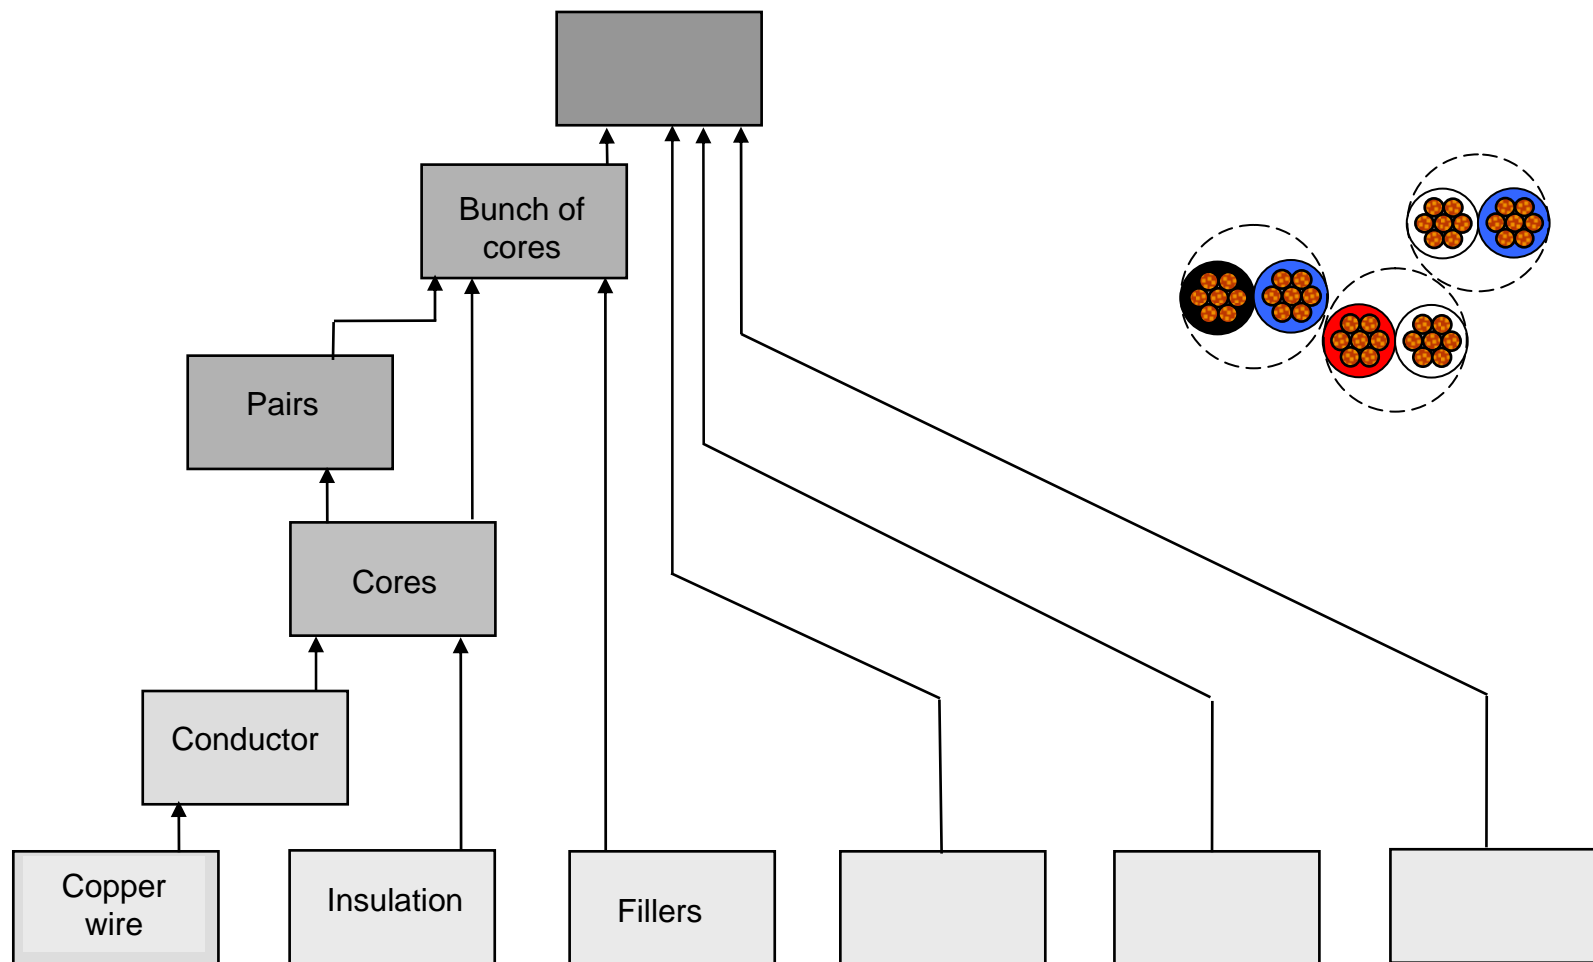 Bunch of
cores
Pairs
Cores
Conductor
Copper
wire
Insulation
Fillers